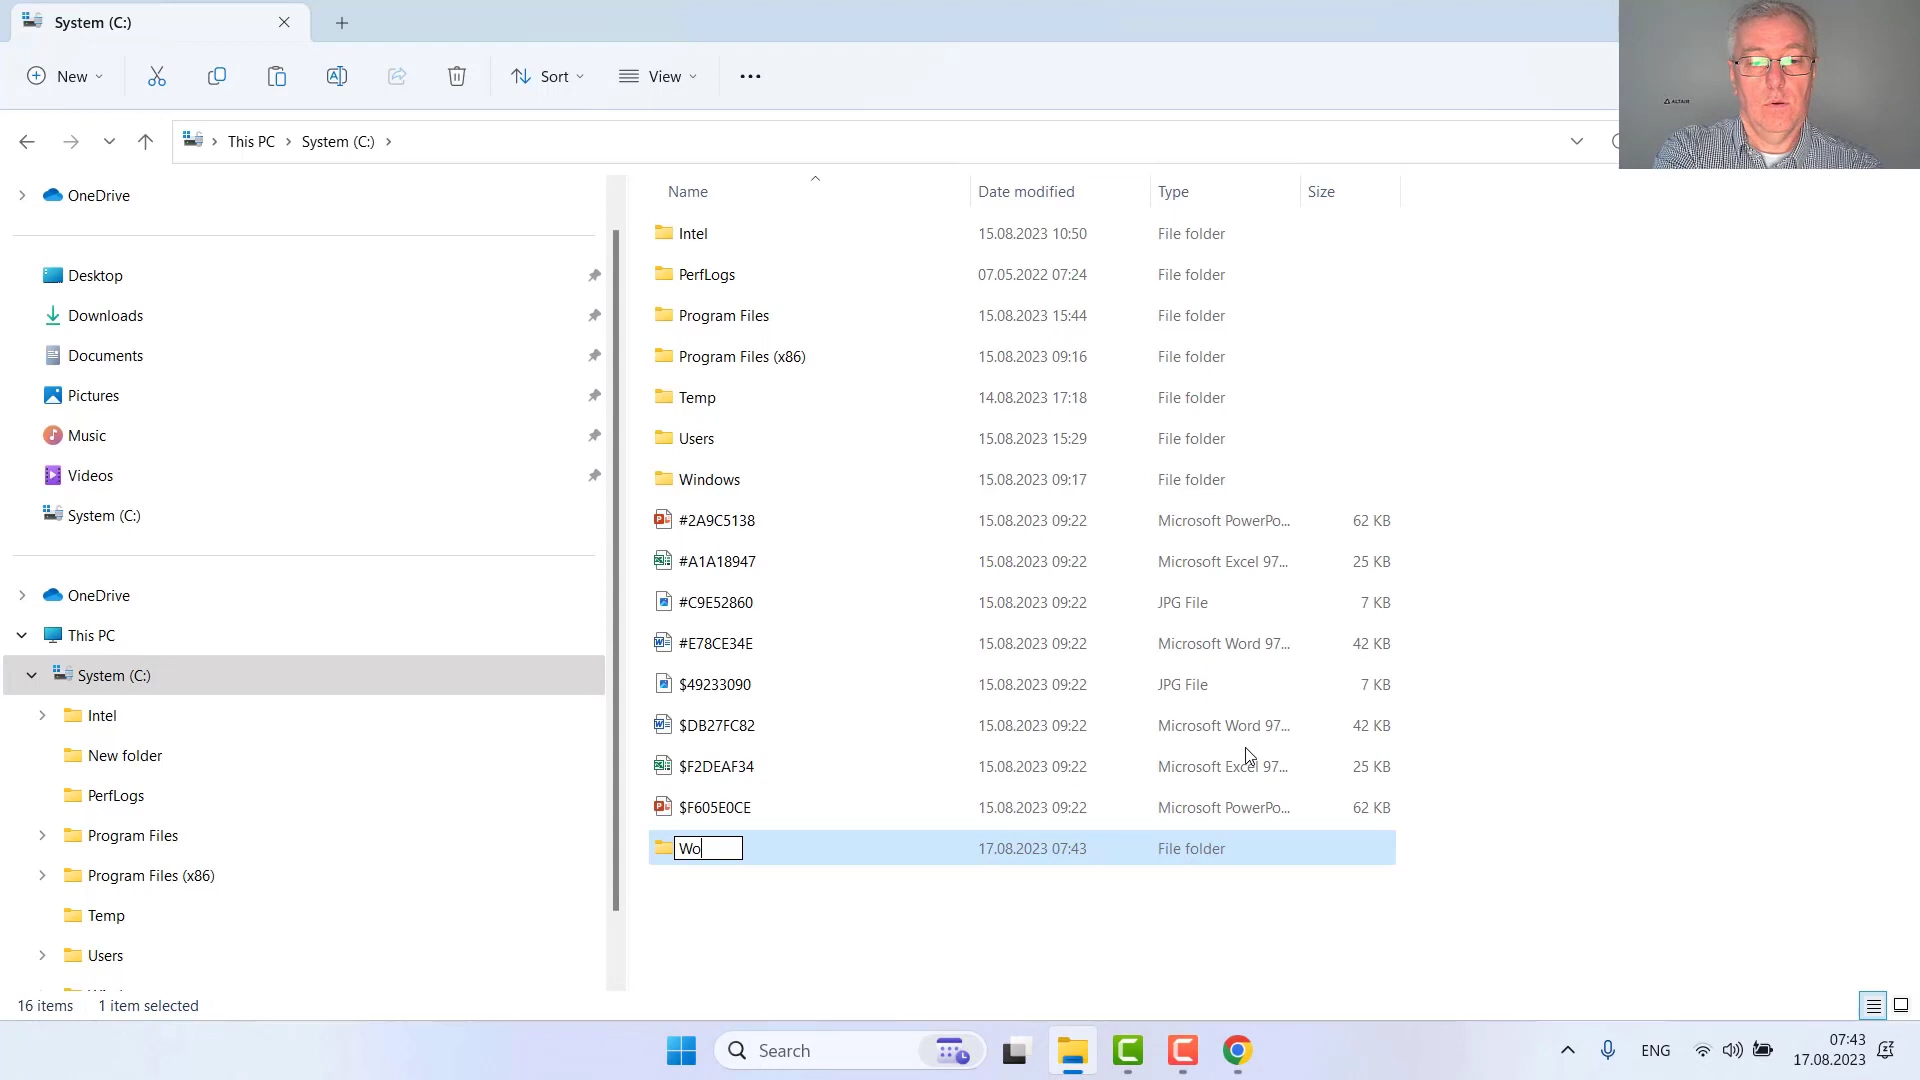 System (C:)
New
Sort
View
ALTAIR
This PC
System (C:)
OneDrive
Desktop
Downloads
Documents
Pictures
Music
Videos
System (C:)
OneDrive
This PC
System (C:)
Intel
New folder
PerfLogs
Program Files
Program Files (x86)
Temp
Users
Name Date modified Type Size
Intel 15.08.2023 10:50 File folder
PerfLogs 07.05.2022 07:24 File folder
Program Files 15.08.2023 15:44 File folder
Program Files (x86) 15.08.2023 09:16 File folder
Temp 14.08.2023 17:18 File folder
Users 15.08.2023 15:29 File folder
Windows 15.08.2023 09:17 File folder
#2A9C5138 15.08.2023 09:22 Microsoft PowerPo... 62 KB
#A1A18947 15.08.2023 09:22 Microsoft Excel 97... 25 KB
#C9E52860 15.08.2023 09:22 JPG File 7 KB
#E78CE34E 15.08.2023 09:22 Microsoft Word 97... 42 KB
$49233090 15.08.2023 09:22 JPG File 7 KB
$DB27FC82 15.08.2023 09:22 Microsoft Word 97... 42 KB
$F2DEAF34 15.08.2023 09:22 Microsoft Excel 97... 25 KB
$F605E0CE 15.08.2023 09:22 Microsoft PowerPo... 62 KB
Wo 17.08.2023 07:43 File folder
16 items 1 item selected
Search
ENG
07:43
17.08.2023